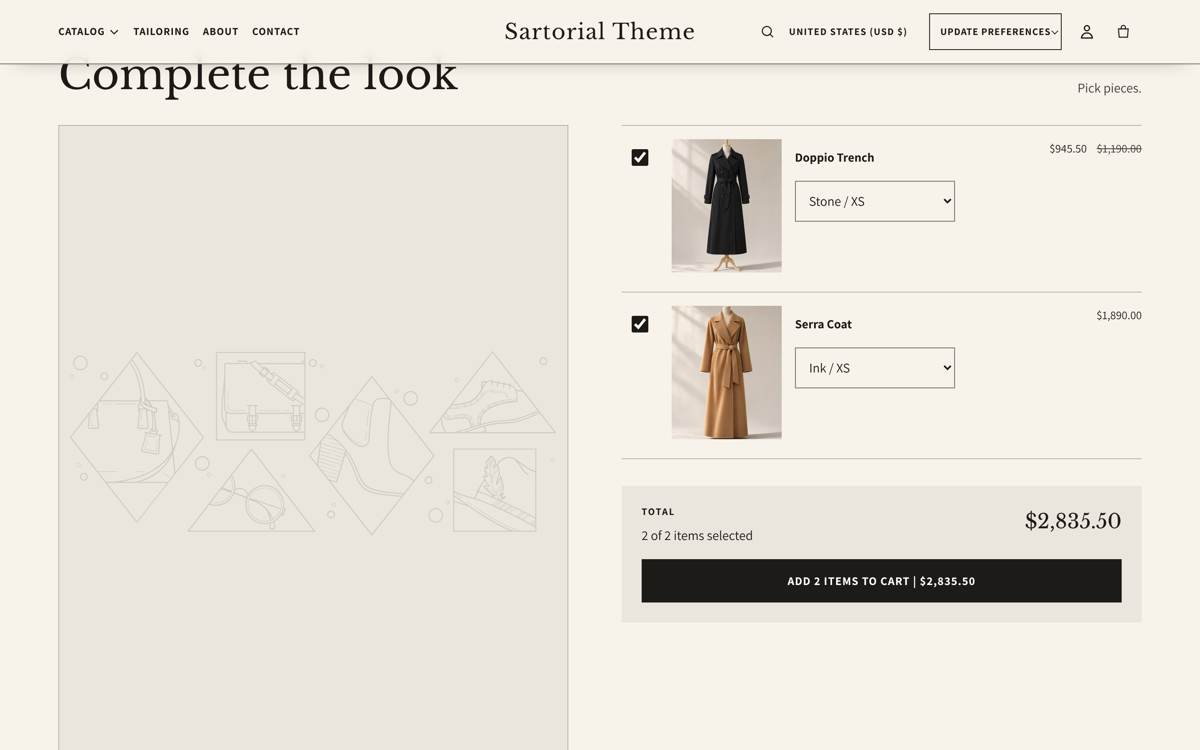 CATALOG TAILORING ABOUT CONTACT
Sartorial Theme
UNITED STATES (USD $)
UPDATE PREFERENCES
Complete the look
Pick pieces.
Doppio Trench
$945.50 $1,190.00
Stone / XS
Serra Coat
$1,890.00
Ink / XS
TOTAL
2 of 2 items selected
$2,835.50
ADD 2 ITEMS TO CART | $2,835.50